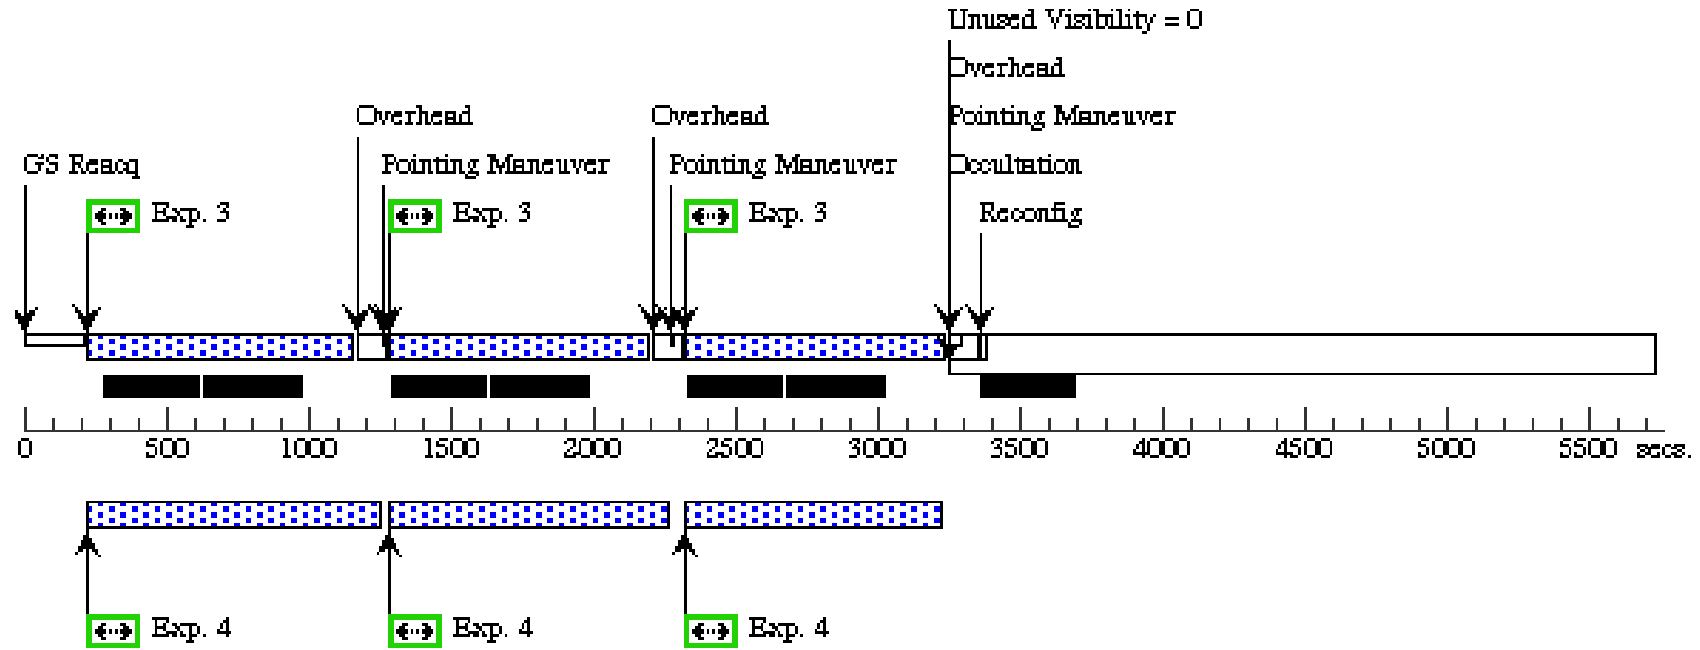 Unused Visibility = 0
Overhead
Overhead Overhead Pointing Maneuver
GS Reacq Pointing Maneuver Pointing Maneuver Occultation
Exp. 3 Exp. 3 Exp. 3 Reconfig
0 500 1000 1500 2000 2500 3000 3500 4000 4500 5000 5500 secs.
Exp. 4 Exp. 4 Exp. 4